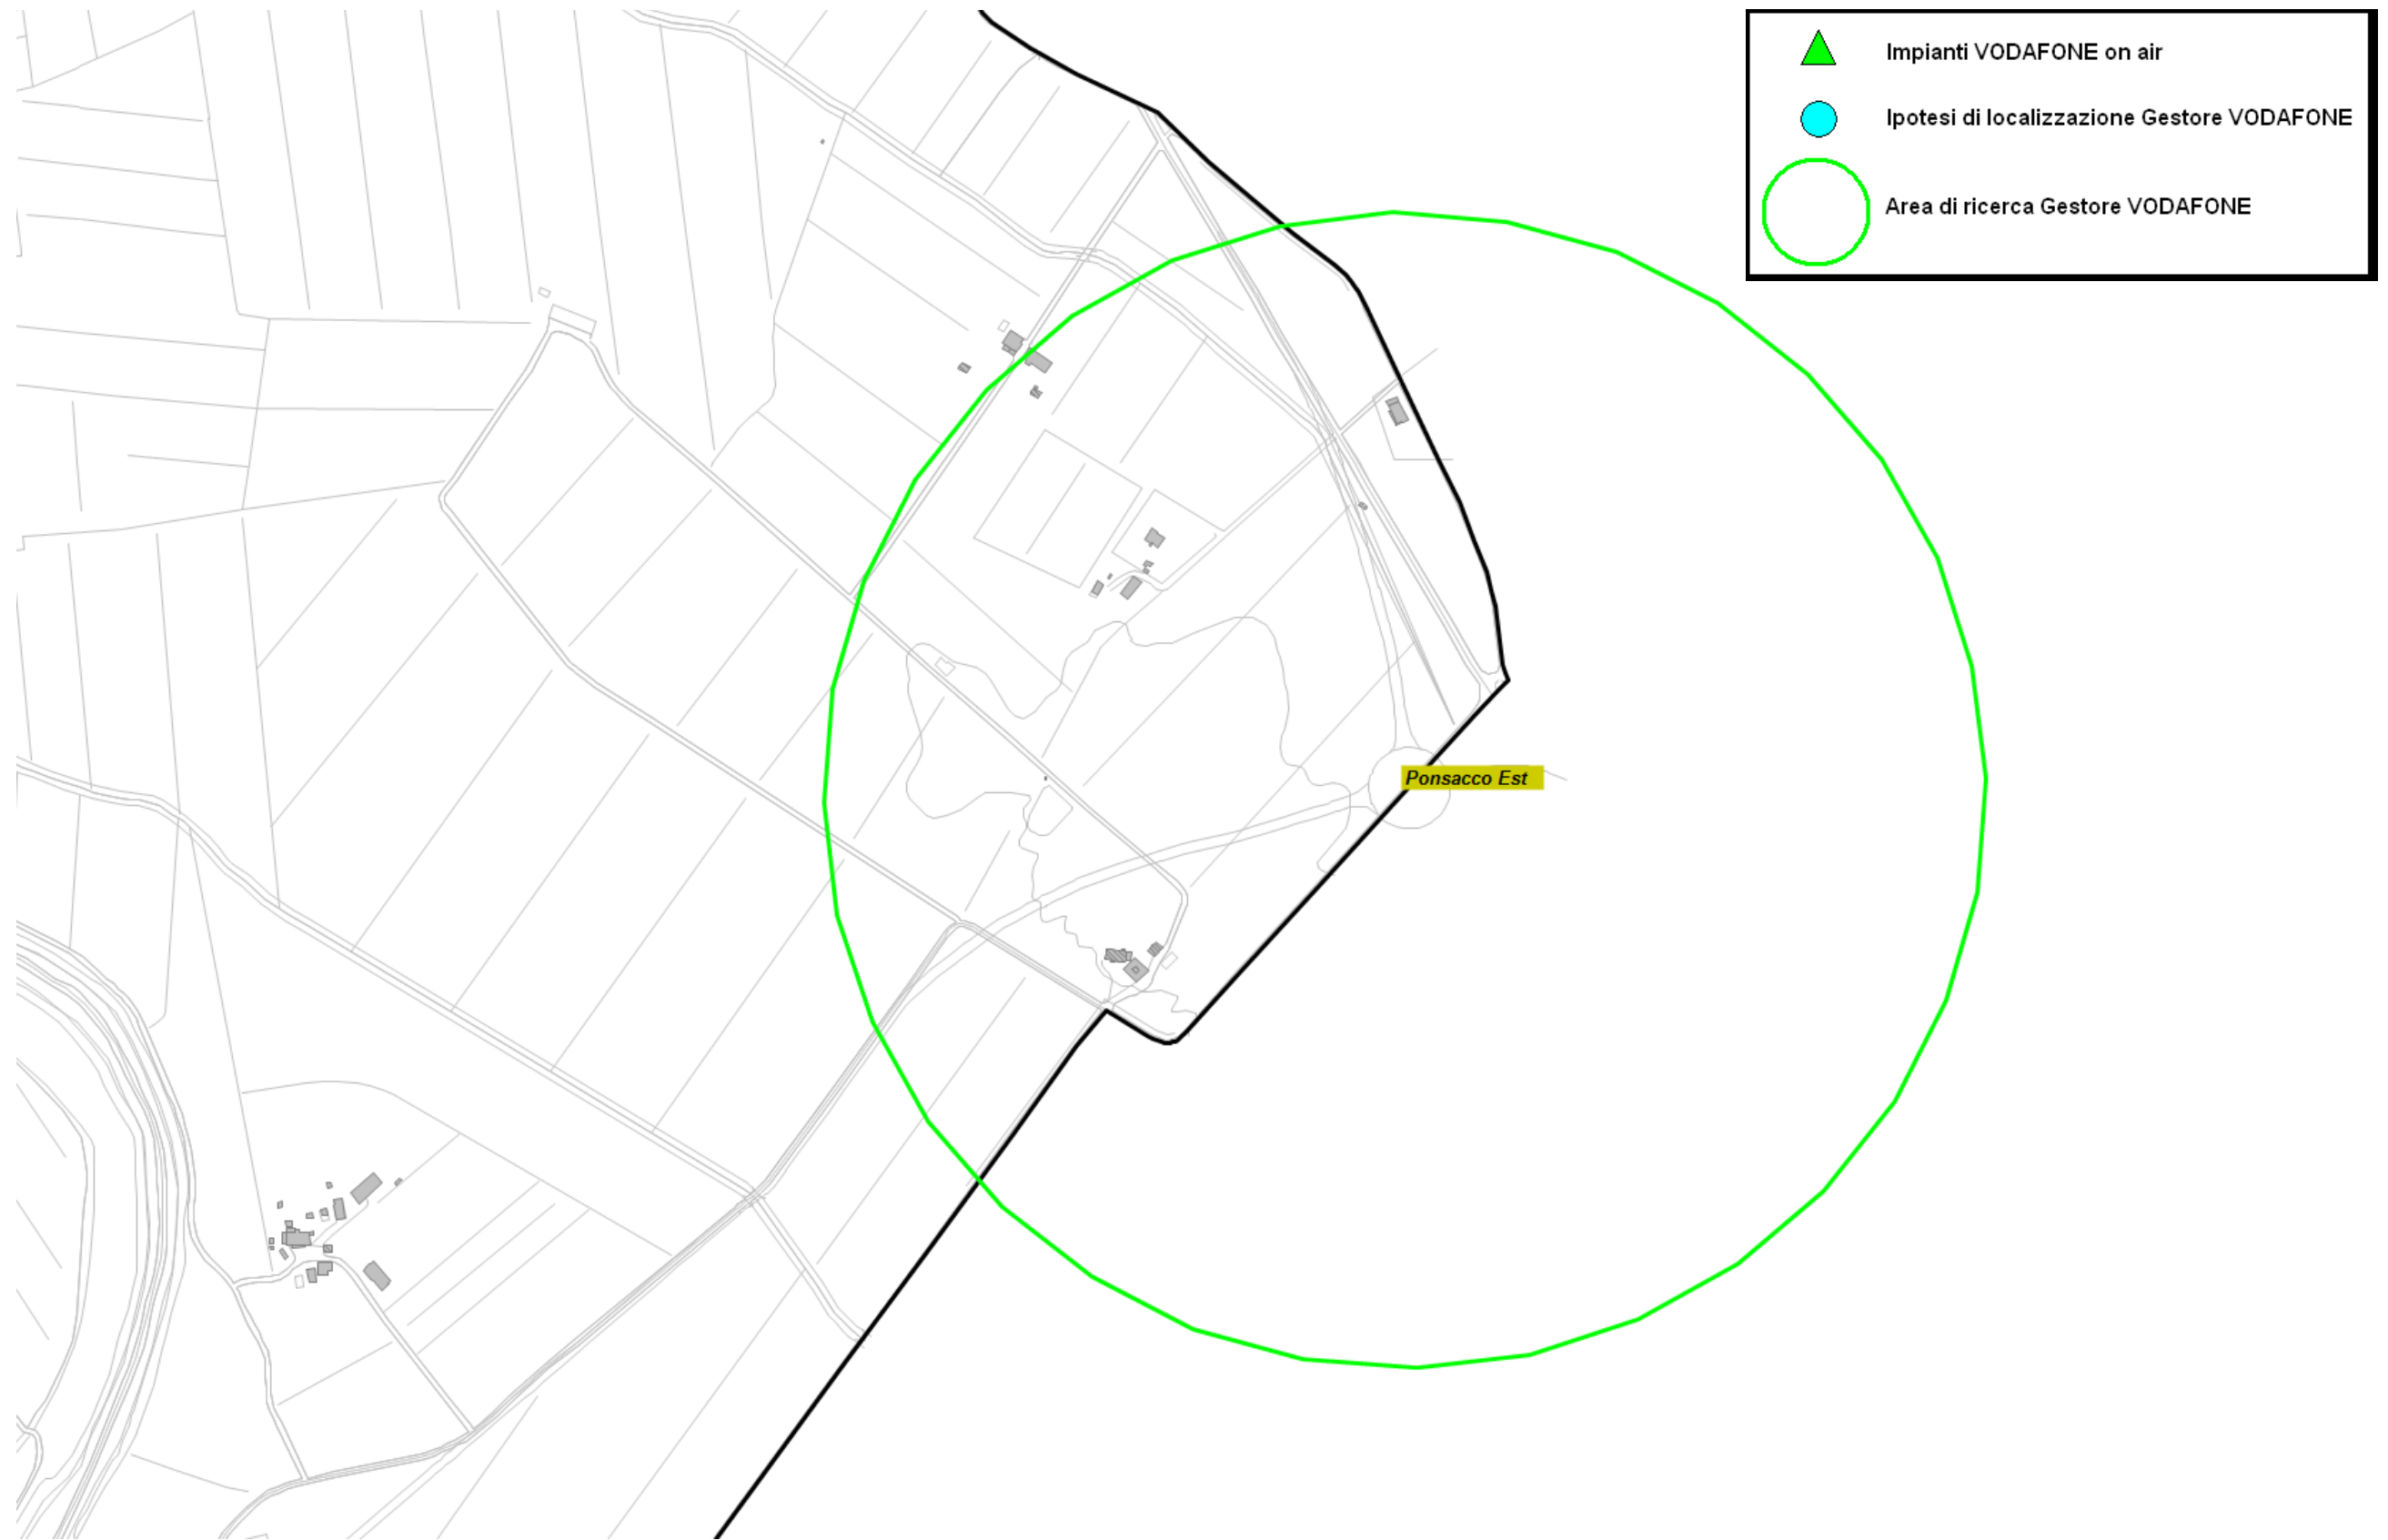 Impianti VODAFONE on air
Ipotesi di localizzazione Gestore VODAFONE
Area di ricerca Gestore VODAFONE
Ponsacco Est